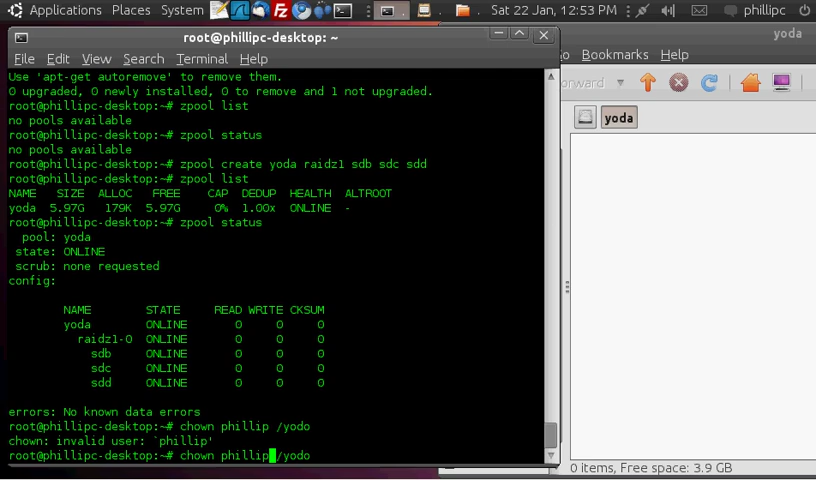 Applications Places System Sat 22 Jan, 12:53 PM phillipc
root@phillipc-desktop: ~
yoda
File Edit View Search Terminal Help
Go Bookmarks Help
Use 'apt-get autoremove' to remove them.
0 upgraded, 0 newly installed, 0 to remove and 1 not upgraded.
root@phillipc-desktop:~# zpool list
no pools available
root@phillipc-desktop:~# zpool status
no pools available
root@phillipc-desktop:~# zpool create yoda raidz1 sdb sdc sdd
root@phillipc-desktop:~# zpool list
NAME SIZE ALLOC FREE CAP DEDUP HEALTH ALTROOT
yoda 5.97G 179K 5.97G 0% 1.00x ONLINE -
root@phillipc-desktop:~# zpool status
pool: yoda
state: ONLINE
scrub: none requested
config:
NAME STATE READ WRITE CKSUM
yoda ONLINE 0 0 0
raidz1-0 ONLINE 0 0 0
sdb ONLINE 0 0 0
sdc ONLINE 0 0 0
sdd ONLINE 0 0 0
errors: No known data errors
root@phillipc-desktop:~# chown phillip /yodo
chown: invalid user: `phillip'
root@phillipc-desktop:~# chown phillip /yodo
orward
yoda
0 items, Free space: 3.9 GB